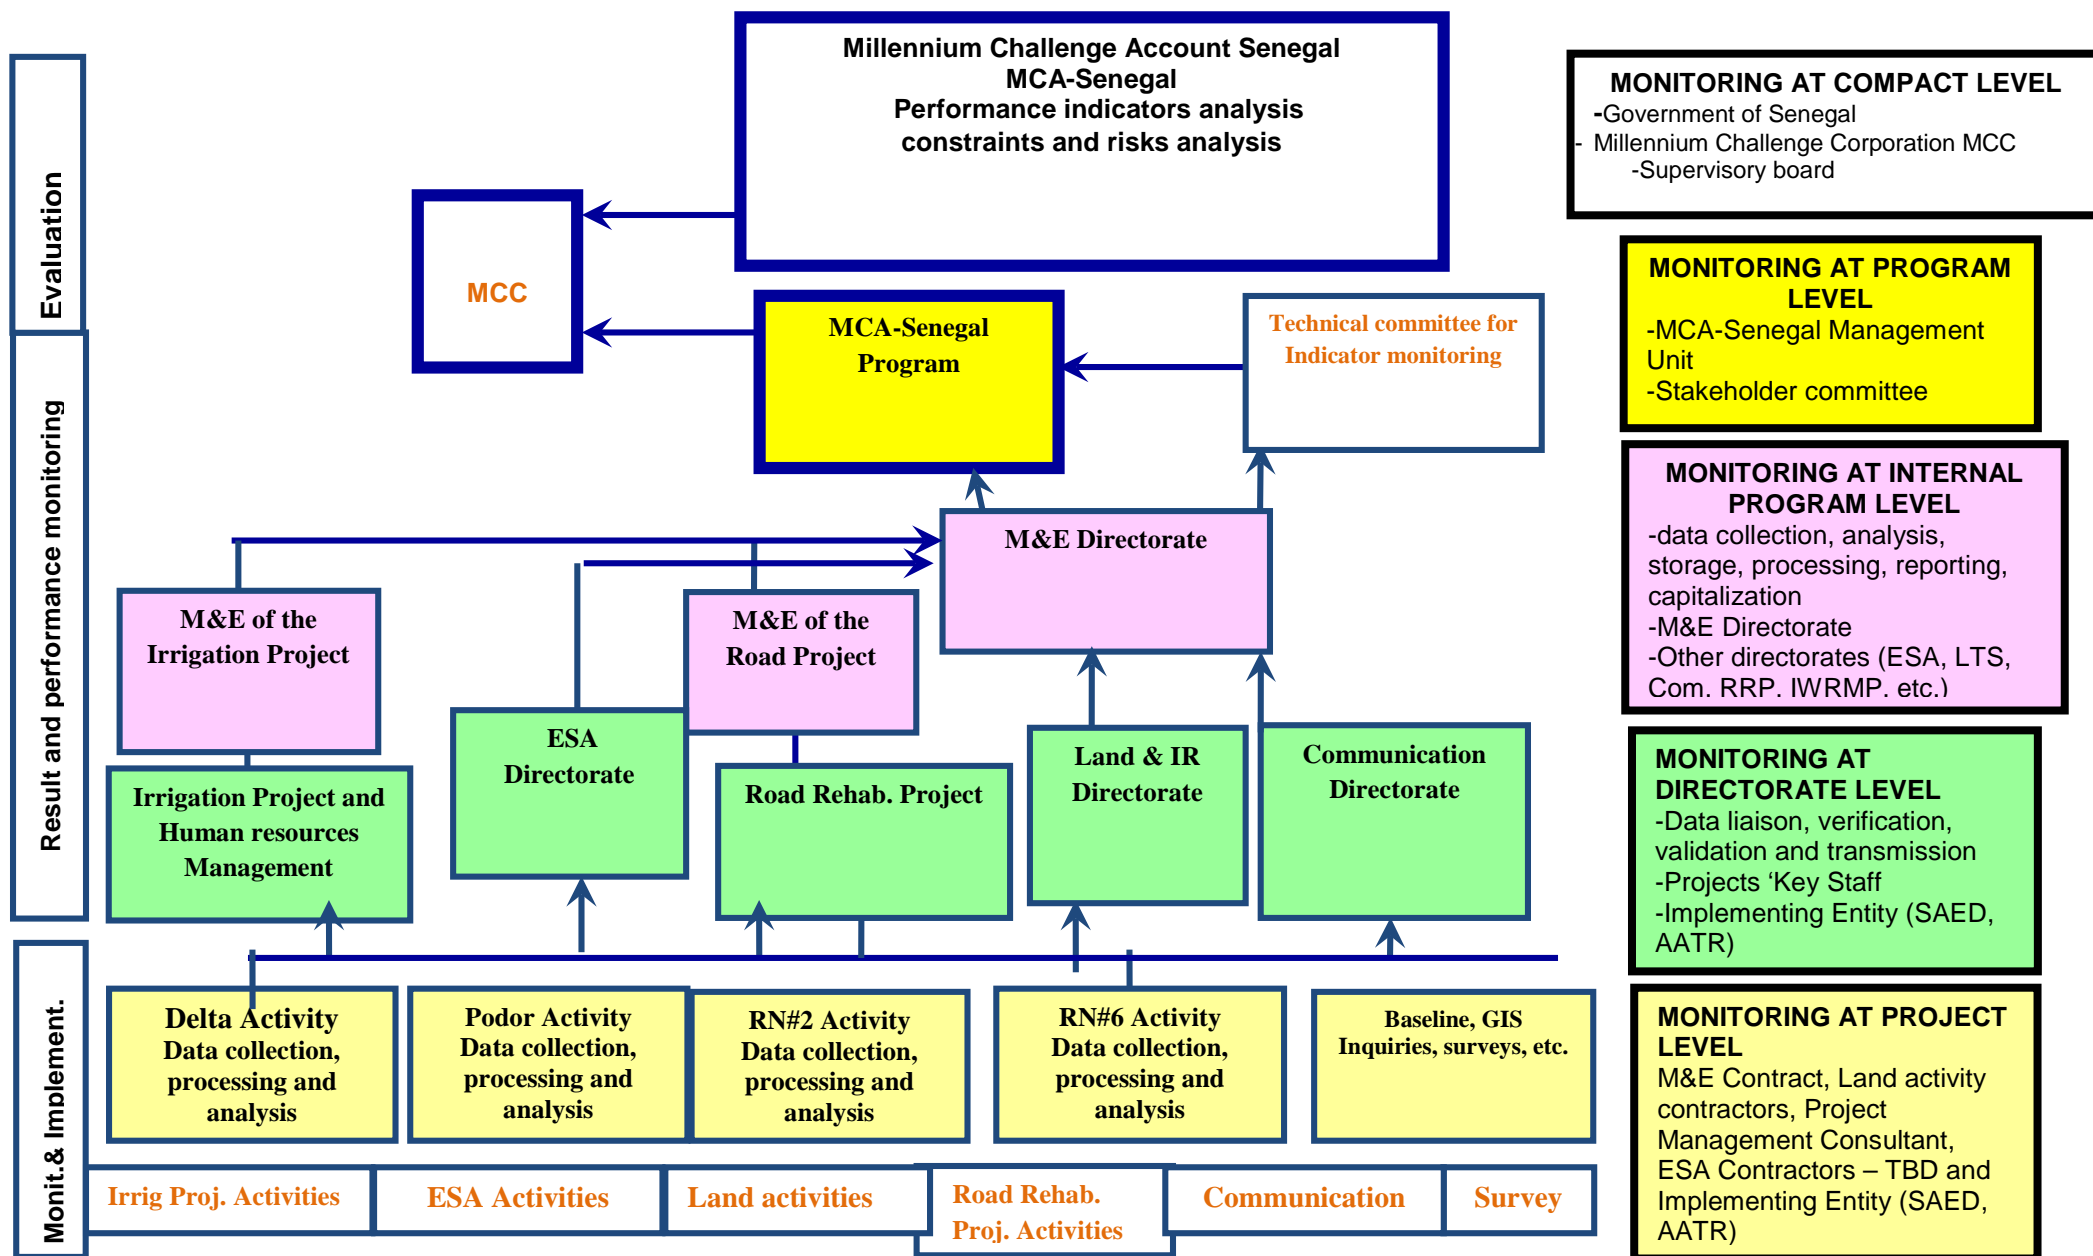 Millennium Challenge Account Senegal
MCA-Senegal
Performance indicators analysis
constraints and risks analysis
MONITORING AT COMPACT LEVEL
-Government of Senegal
- Millennium Challenge Corporation MCC
-Supervisory board
Evaluation
MCC
MCA-Senegal
Program
Technical committee for
Indicator monitoring
MONITORING AT PROGRAM
LEVEL
-MCA-Senegal Management
Unit
-Stakeholder committee
Result and performance monitoring
M&E Directorate
M&E of the
Irrigation Project
M&E of the
Road Project
MONITORING AT INTERNAL
PROGRAM LEVEL
-data collection, analysis,
storage, processing, reporting,
capitalization
-M&E Directorate
-Other directorates (ESA, LTS,
Com. RRP. IWRMP. etc.)
ESA
Directorate
Land & IR
Directorate
Communication
Directorate
Irrigation Project and
Human resources
Management
Road Rehab. Project
MONITORING AT
DIRECTORATE LEVEL
-Data liaison, verification,
validation and transmission
-Projects ‘Key Staff
-Implementing Entity (SAED,
AATR)
Monit.& Implement.
Delta Activity
Data collection,
processing and
analysis
Podor Activity
Data collection,
processing and
analysis
RN#2 Activity
Data collection,
processing and
analysis
RN#6 Activity
Data collection,
processing and
analysis
Baseline, GIS
Inquiries, surveys, etc.
MONITORING AT PROJECT
LEVEL
M&E Contract, Land activity
contractors, Project
Management Consultant,
ESA Contractors – TBD and
Implementing Entity (SAED,
AATR)
Irrig Proj. Activities
ESA Activities
Land activities
Road Rehab.
Proj. Activities
Communication
Survey